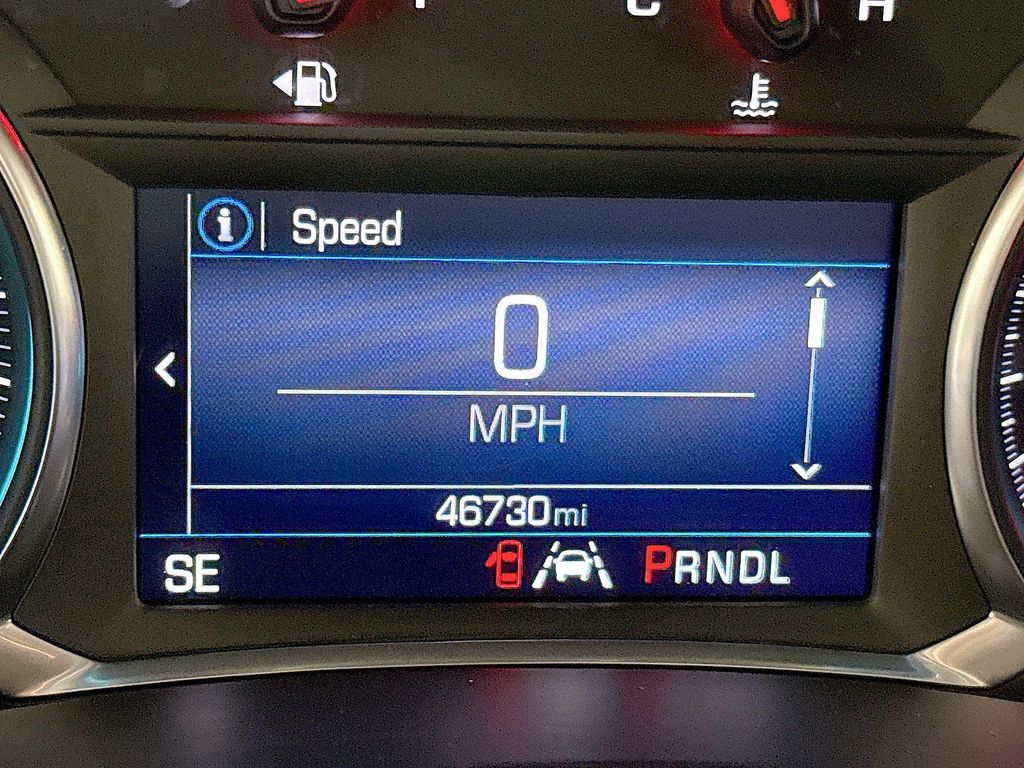 C H
Speed
0
MPH
46730mi
SE PRNDL